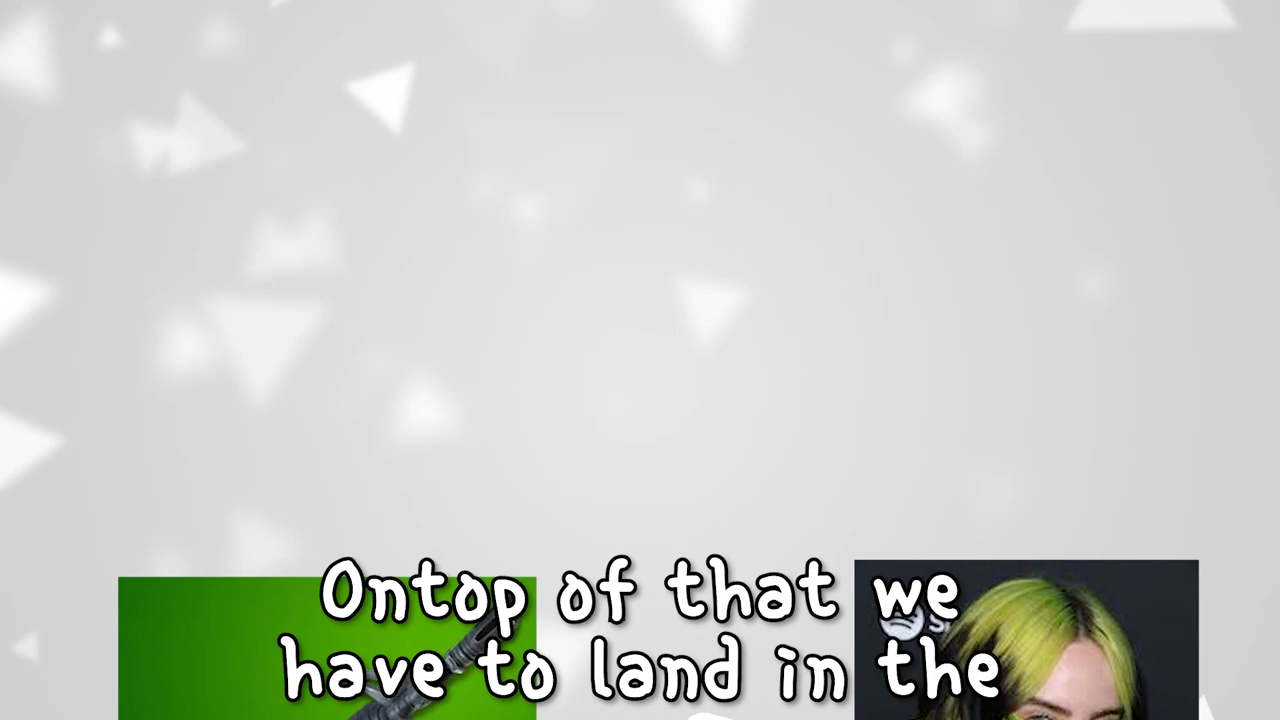 Ontop of that we
have to land in the